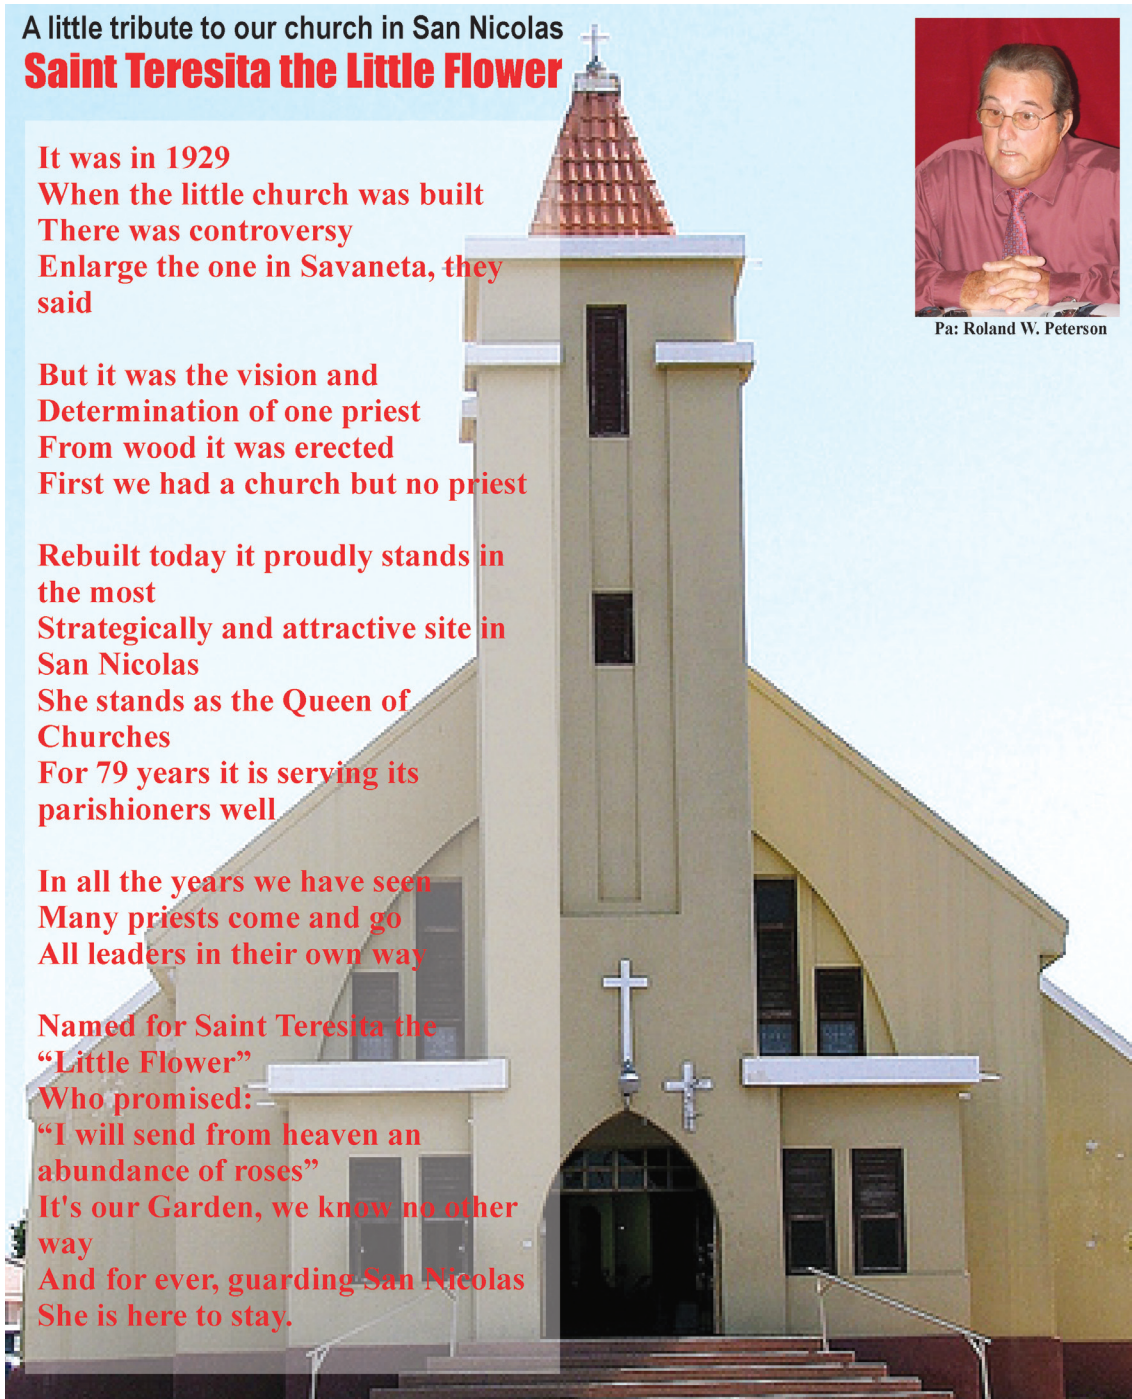 A little tribute to our church in San Nicolas
Saint Teresita the Little Flower
It was in 1929
When the little church was built
There was controversy
Enlarge the one in Savaneta, they
said
But it was the vision and
Determination of one priest
From wood it was erected
First we had a church but no priest
Rebuilt today it proudly stands in
the most
Strategically and attractive site in
San Nicolas
She stands as the Queen of
Churches
For 79 years it is serving its
parishioners well
In all the years we have seen
Many priests come and go
All leaders in their own way
Named for Saint Teresita the
“Little Flower”
Who promised:
“I will send from heaven an
abundance of roses”
It's our Garden, we know no other
way
And for ever, guarding San Nicolas
She is here to stay.
Pa: Roland W. Peterson